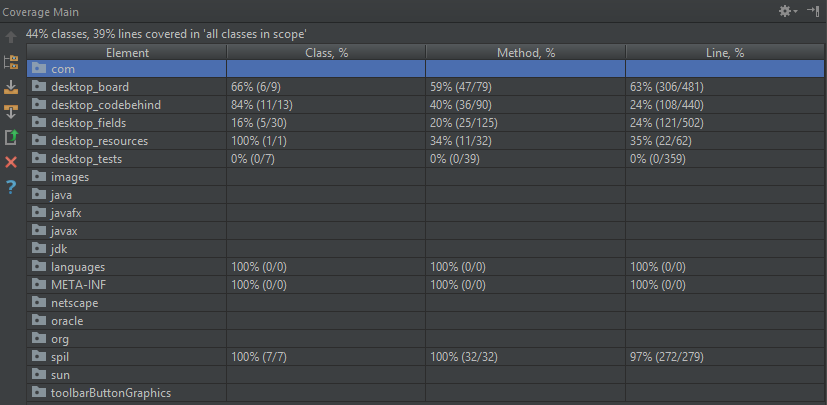 Coverage Main
44% classes, 39% lines covered in 'all classes in scope'
Element Class, % Method, % Line, %
com
desktop_board 66% (6/9) 59% (47/79) 63% (306/481)
desktop_codebehind 84% (11/13) 40% (36/90) 24% (108/440)
desktop_fields 16% (5/30) 20% (25/125) 24% (121/502)
desktop_resources 100% (1/1) 34% (11/32) 35% (22/62)
desktop_tests 0% (0/7) 0% (0/39) 0% (0/359)
images
java
javafx
javax
jdk
languages 100% (0/0) 100% (0/0) 100% (0/0)
META-INF 100% (0/0) 100% (0/0) 100% (0/0)
netscape
oracle
org
spil 100% (7/7) 100% (32/32) 97% (272/279)
sun
toolbarButtonGraphics